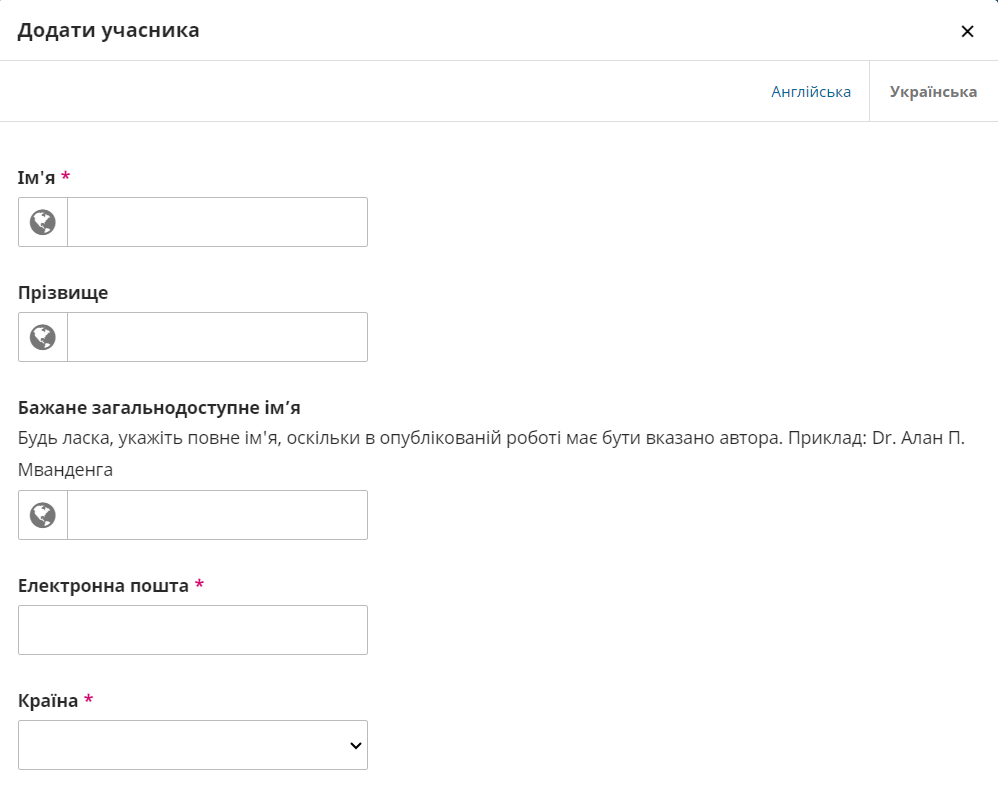 Додати учасника
×
Англійська
Українська
Ім'я *
Прізвище
Бажане загальнодоступне ім’я
Будь ласка, укажіть повне ім'я, оскільки в опублікованій роботі має бути вказано автора. Приклад: Dr. Алан П.
Мванденга
Електронна пошта *
Країна *